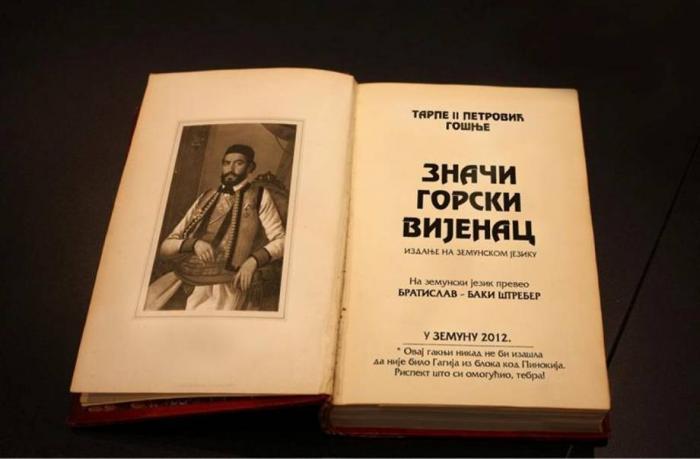 ТАРПЕ II ПЕТРОВИЋ
ГОШЊЕ
ЗНАЧИ
ГОРСКИ
ВИЈЕНАЦ
ИЗДАЊЕ НА ЗЕМУНСКОМ ЈЕЗИКУ
На земунски језик превео
БРАТИСЛАВ - БАКИ ШТРЕБЕР
У ЗЕМУНУ 2012.
* Овај гакњи никад не би изашла
да није било Гагија из блока код Пинокија.
Риспект што си омогућио, тебра!